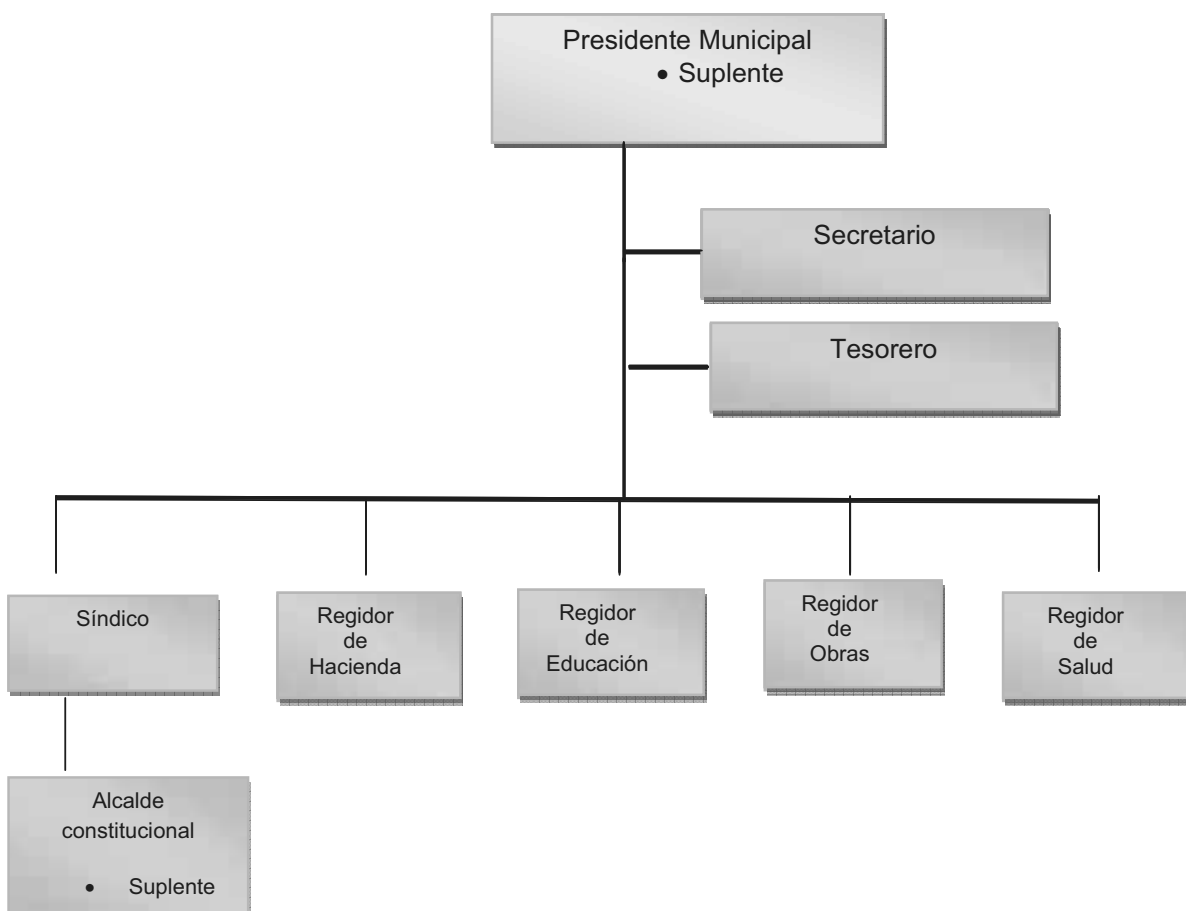 Presidente Municipal
• Suplente
Secretario
Tesorero
Síndico
Regidor
de
Hacienda
Regidor
de
Educación
Regidor
de
Obras
Regidor
de
Salud
Alcalde
constitucional
• Suplente